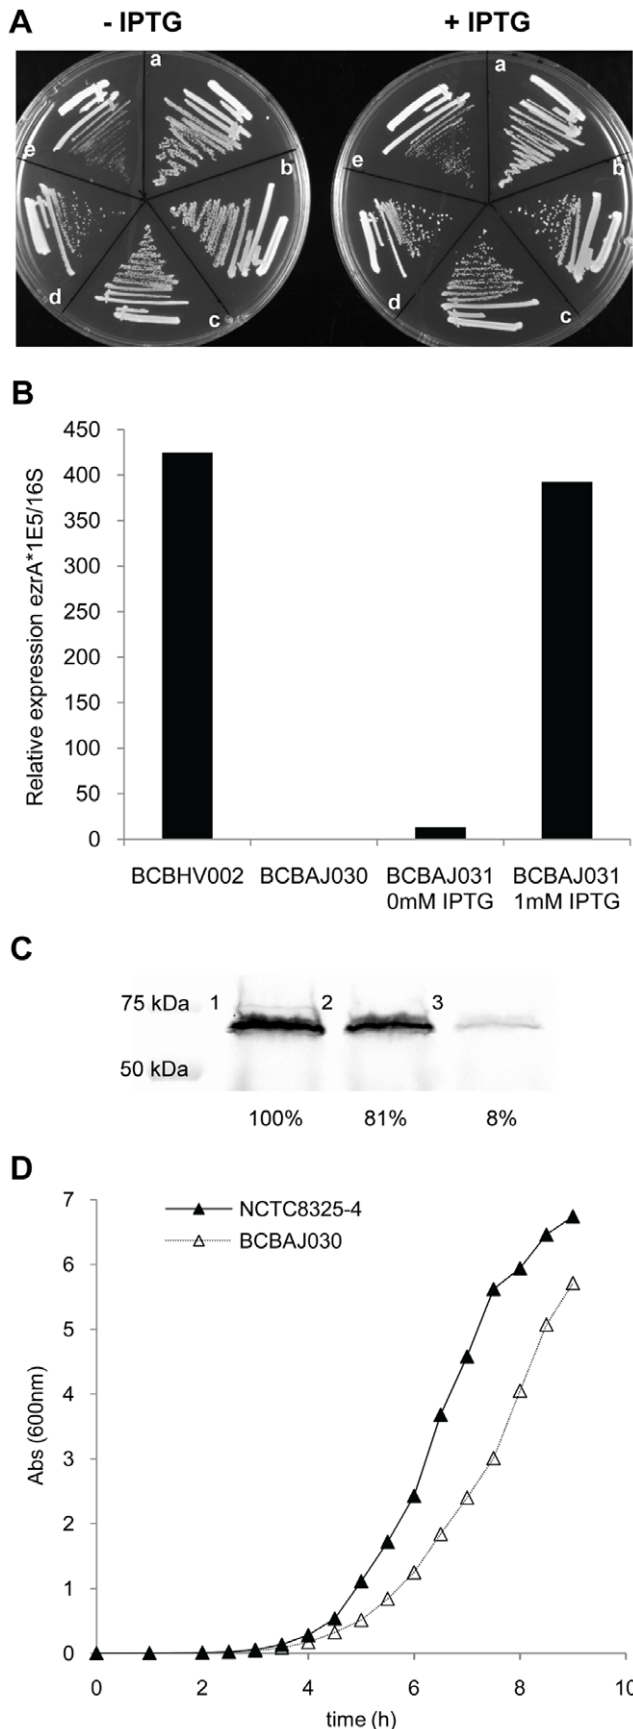 A
- IPTG
+ IPTG
a
a
e
b
e
b
d
c
d
c
B
Relative expression ezrA*1E5/16S
450
400
350
300
250
200
150
100
50
0
BCBHV002
BCBAJ030
BCBAJ031
0mM IPTG
BCBAJ031
1mM IPTG
C
75 kDa
1
2
3
50 kDa
100%
81%
8%
D
NCTC8325-4
BCBAJ030
Abs (600nm)
7
6
5
4
3
2
1
0
0
2
4
6
8
10
time (h)